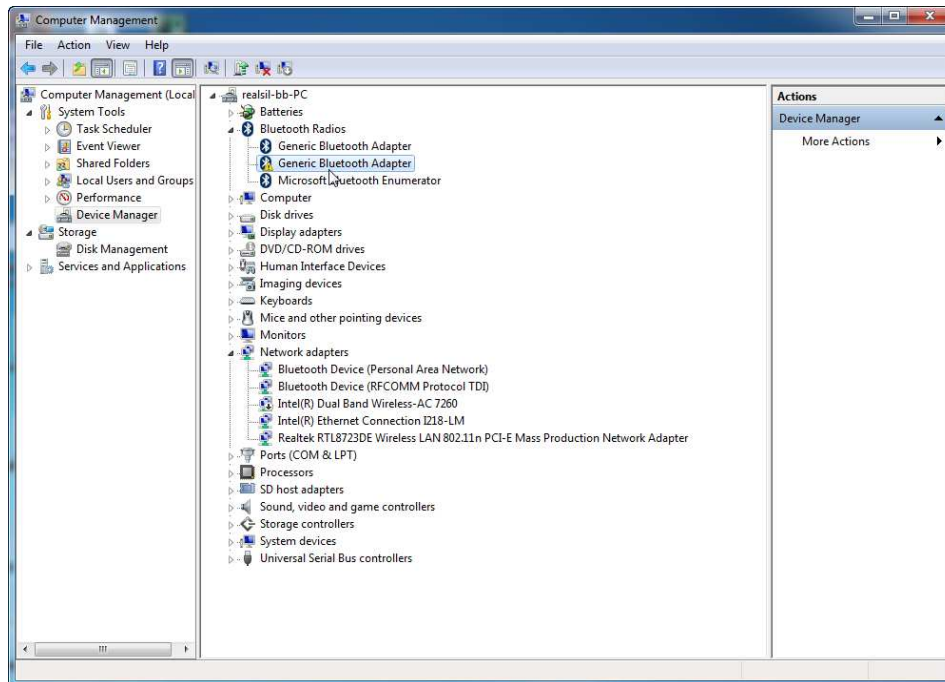 Computer Management
File Action View Help
Computer Management (Local
System Tools
Task Scheduler
Event Viewer
Shared Folders
Local Users and Groups
Performance
Device Manager
Storage
Disk Management
Services and Applications
realsil-bb-PC
Batteries
Bluetooth Radios
Generic Bluetooth Adapter
Generic Bluetooth Adapter
Microsoft Bluetooth Enumerator
Computer
Disk drives
Display adapters
DVD/CD-ROM drives
Human Interface Devices
Imaging devices
Keyboards
Mice and other pointing devices
Monitors
Network adapters
Bluetooth Device (Personal Area Network)
Bluetooth Device (RFCOMM Protocol TDI)
Intel(R) Dual Band Wireless-AC 7260
Intel(R) Ethernet Connection I218-LM
Realtek RTL8723DE Wireless LAN 802.11n PCI-E Mass Production Network Adapter
Ports (COM & LPT)
Processors
SD host adapters
Sound, video and game controllers
Storage controllers
System devices
Universal Serial Bus controllers
Actions
Device Manager
More Actions